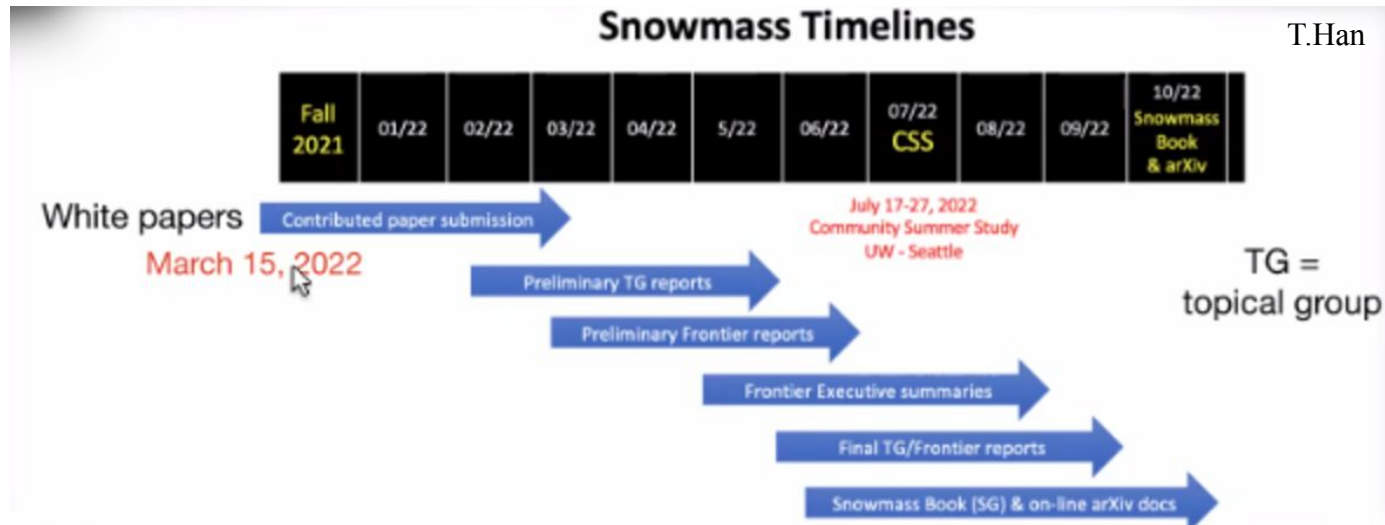 Snowmass Timelines
T.Han
Fall
2021
01/22
02/22
03/22
04/22
5/22
06/22
07/22
CSS
08/22
09/22
10/22
Snowmass
Book
& arXiv
White papers
Contributed paper submission
March 15, 2022
July 17-27, 2022
Community Summer Study
UW - Seattle
TG =
topical group
Preliminary TG reports
Preliminary Frontier reports
Frontier Executive summaries
Final TG/Frontier reports
Snowmass Book (SG) & on-line arXiv docs